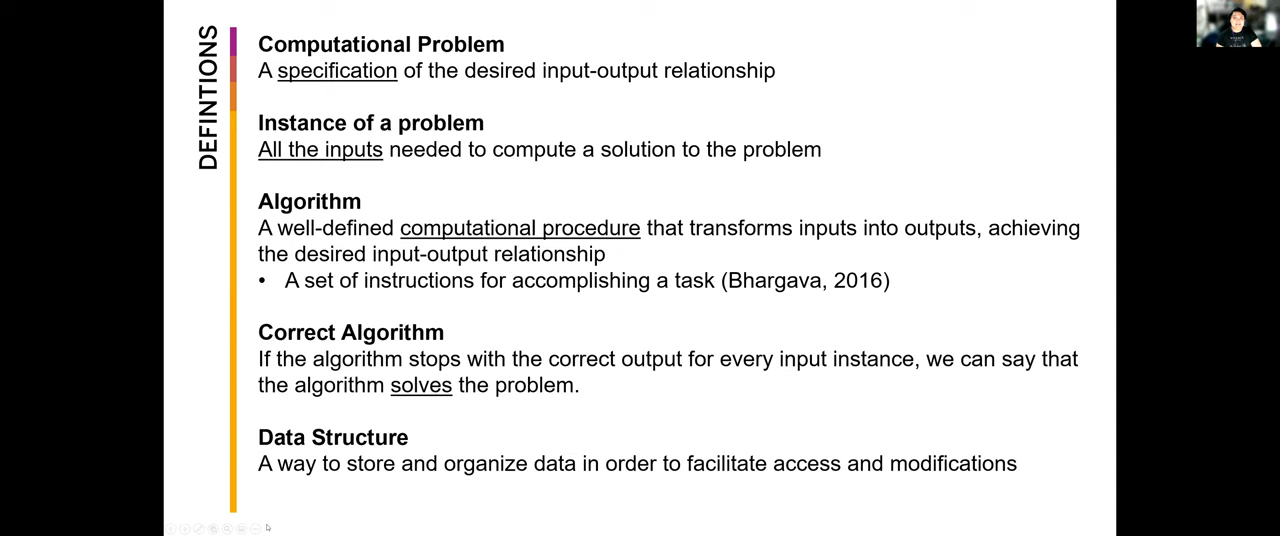 DEFINTIONS
Computational Problem
A specification of the desired input-output relationship
Instance of a problem
All the inputs needed to compute a solution to the problem
Algorithm
A well-defined computational procedure that transforms inputs into outputs, achieving
the desired input-output relationship
• A set of instructions for accomplishing a task (Bhargava, 2016)
Correct Algorithm
If the algorithm stops with the correct output for every input instance, we can say that
the algorithm solves the problem.
Data Structure
A way to store and organize data in order to facilitate access and modifications